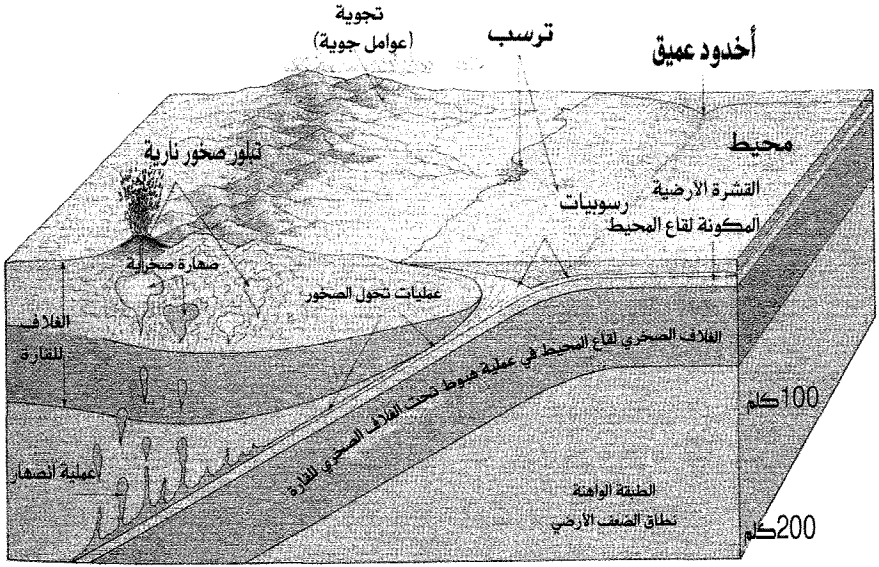 تجوية
(عوامل جوية)
ترسب
أخدود عميق
محيط
تبلور صخور نارية
القشرة الأرضية
المكونة لقاع المحيط
رسوبيات
صهارة صخرية
عمليات تحول الصخور
الغلاف
للقارة
الغلاف الصخري لقاع المحيط في عملية هبوط تحت الغلاف الصخري للقارة
100كلم
عملية انصهار
الطبقة الواهنة
نطاق الضعف الأرضي
200كلم